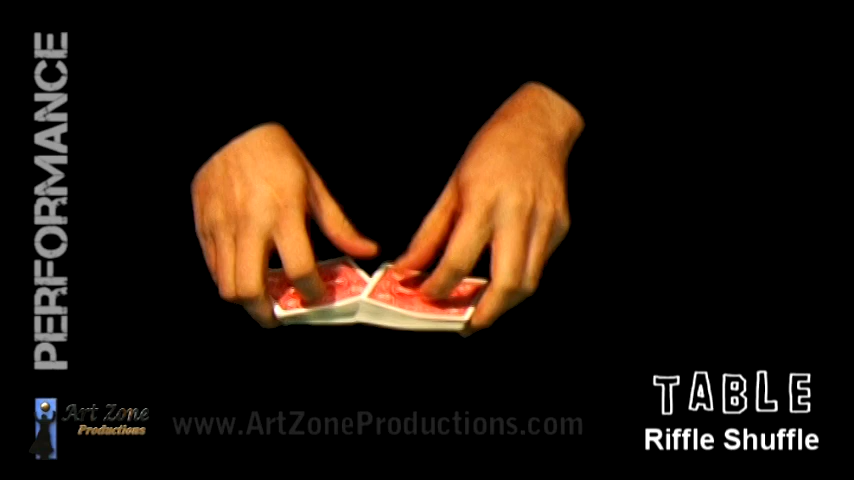 PERFORMANCE
Art Zone
Productions
www.ArtZoneProductions.com
TABLE
Riffle Shuffle